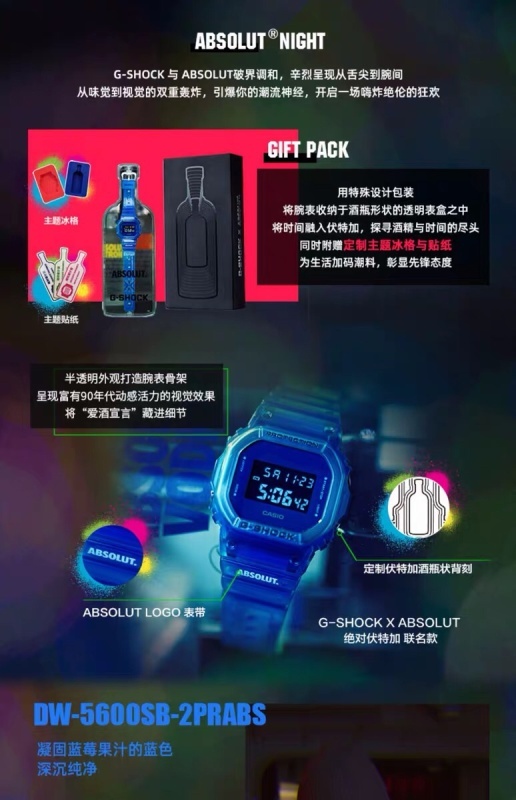 ABSOLUT® NIGHT
G-SHOCK 与 ABSOLUT破界调和，辛烈呈现从舌尖到腕间
从味觉到视觉的双重轰炸，引爆你的潮流神经，开启一场嗨炸绝伦的狂欢
GIFT PACK
用特殊设计包装
将腕表收纳于酒瓶形状的透明表盒之中
将时间融入伏特加，探寻酒精与时间的尽头
同时附赠定制主题冰格与贴纸
为生活加码潮料，彰显先锋态度
主题冰格
主题贴纸
ABSOLUT.
G-SHOCK
半透明外观打造腕表骨架
呈现富有90年代动感活力的视觉效果
将“爱酒宣言”藏进细节
SA 11-23
5:06 42
CASIO
G-SHOCK
ABSOLUT.
ABSOLUT.
ABSOLUT LOGO 表带
定制伏特加酒瓶状背刻
G-SHOCK X ABSOLUT
绝对伏特加 联名款
DW-5600SB-2PRABS
凝固蓝莓果汁的蓝色
深沉纯净